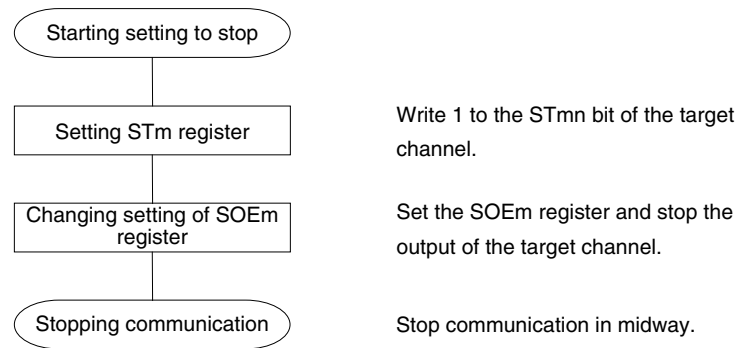 Starting setting to stop
Setting STm register
Write 1 to the STmn bit of the target
channel.
Changing setting of SOEm
register
Set the SOEm register and stop the
output of the target channel.
Stopping communication
Stop communication in midway.